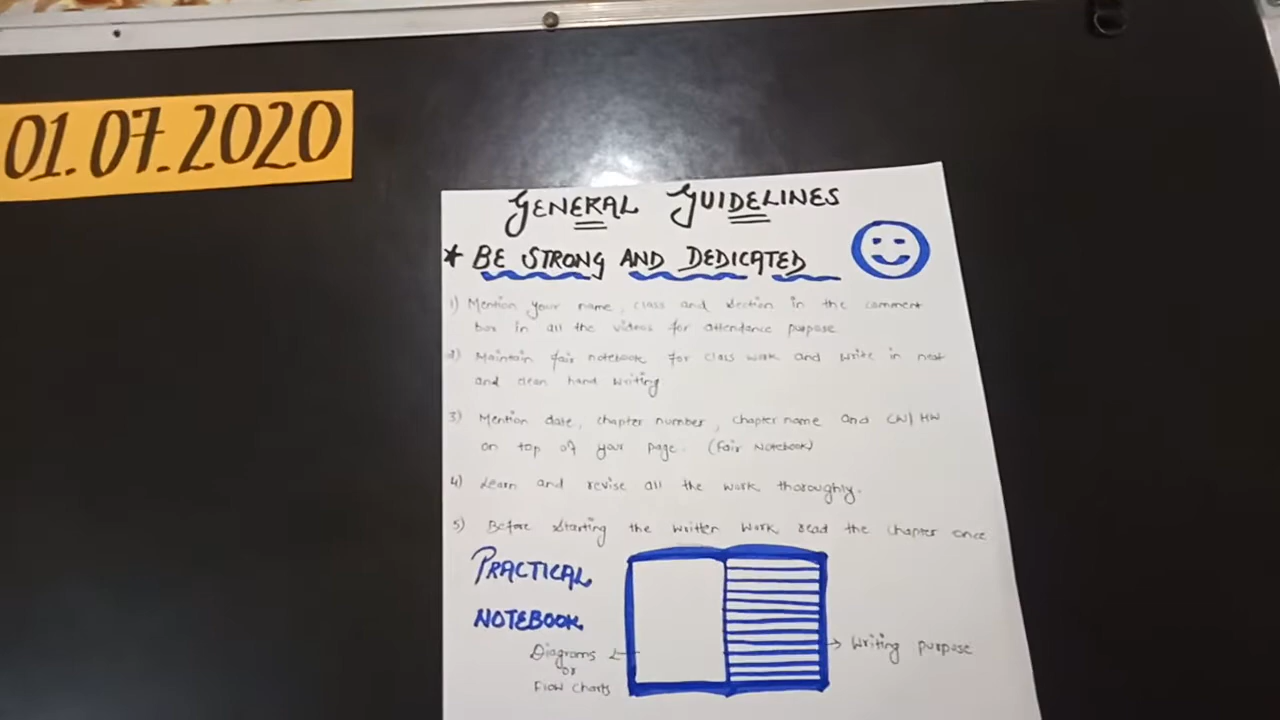 01.07.2020
GENERAL GUIDELINES
* BE STRONG AND DEDICATED
1) Mention your name, class and section in the comment
box in all the videos for attendance purpose
2) Maintain fair notebook for class work and write in neat
and clean hand writing
3) Mention date, chapter number, chapter name and CW/HW
on top of your page. (Fair Notebook)
4) Learn and revise all the work thoroughly.
5) Before starting the written work read the chapter once
PRACTICAL
NOTEBOOK
Diagrams
or
Flow Charts
Writing purpose